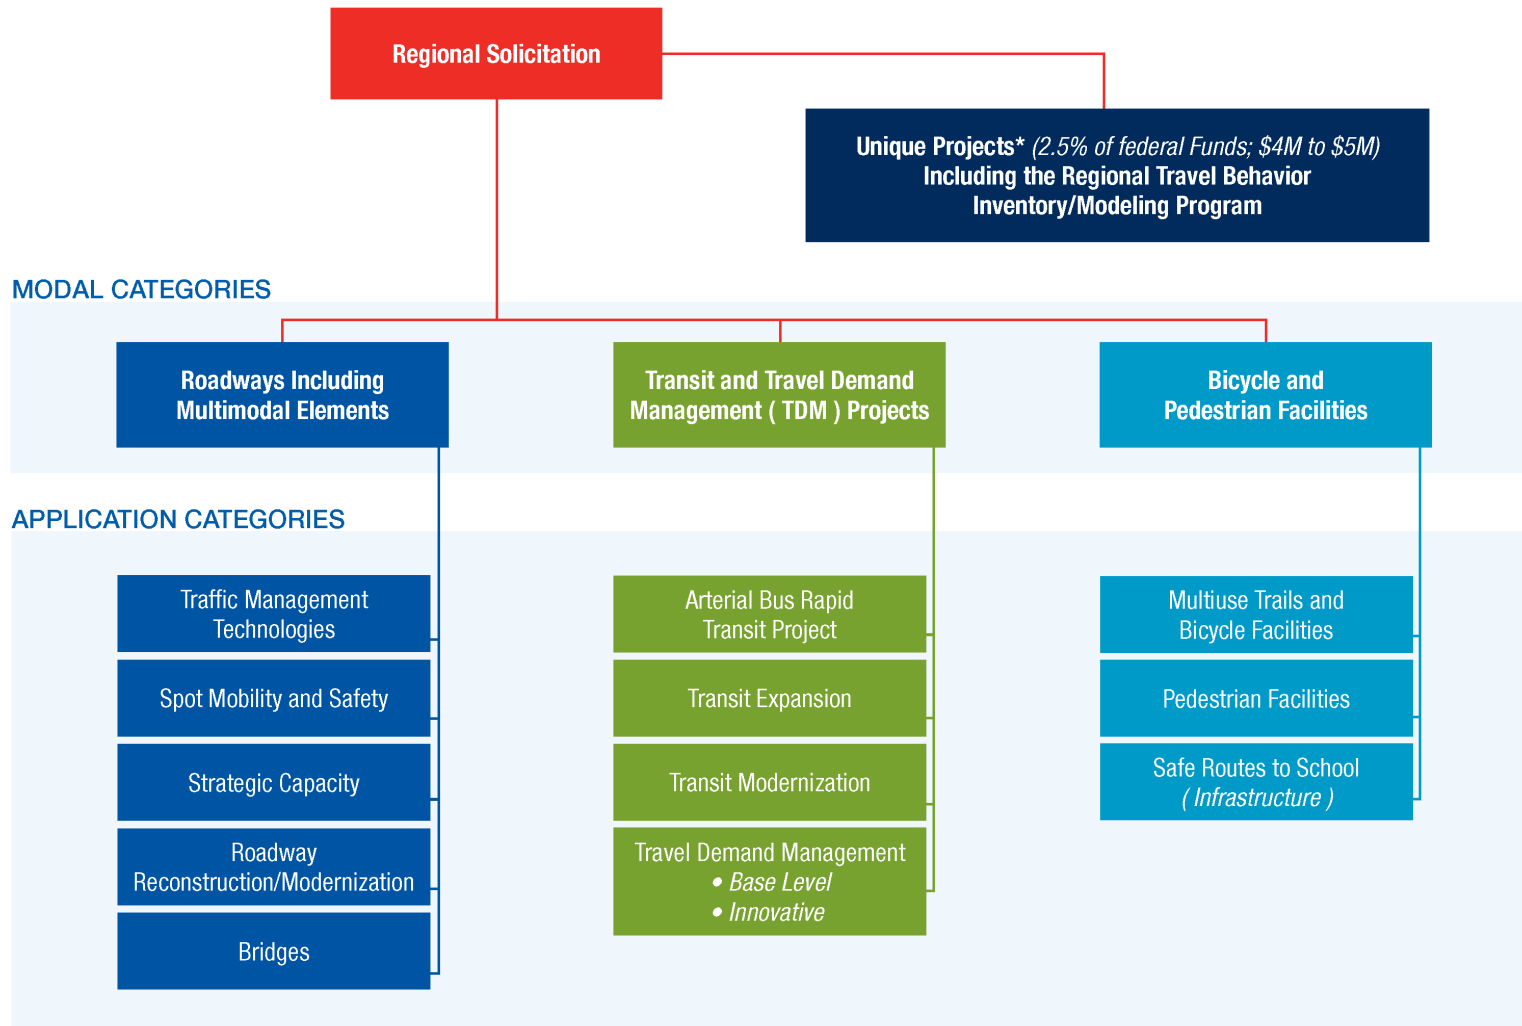 Regional Solicitation
Unique Projects* (2.5% of federal Funds; $4M to $5M)
Including the Regional Travel Behavior
Inventory/Modeling Program
MODAL CATEGORIES
Roadways Including
Multimodal Elements
Transit and Travel Demand
Management ( TDM ) Projects
Bicycle and
Pedestrian Facilities
APPLICATION CATEGORIES
Traffic Management
Technologies
Spot Mobility and Safety
Strategic Capacity
Roadway
Reconstruction/Modernization
Bridges
Arterial Bus Rapid
Transit Project
Transit Expansion
Transit Modernization
Travel Demand Management
• Base Level
• Innovative
Multiuse Trails and
Bicycle Facilities
Pedestrian Facilities
Safe Routes to School
( Infrastructure )